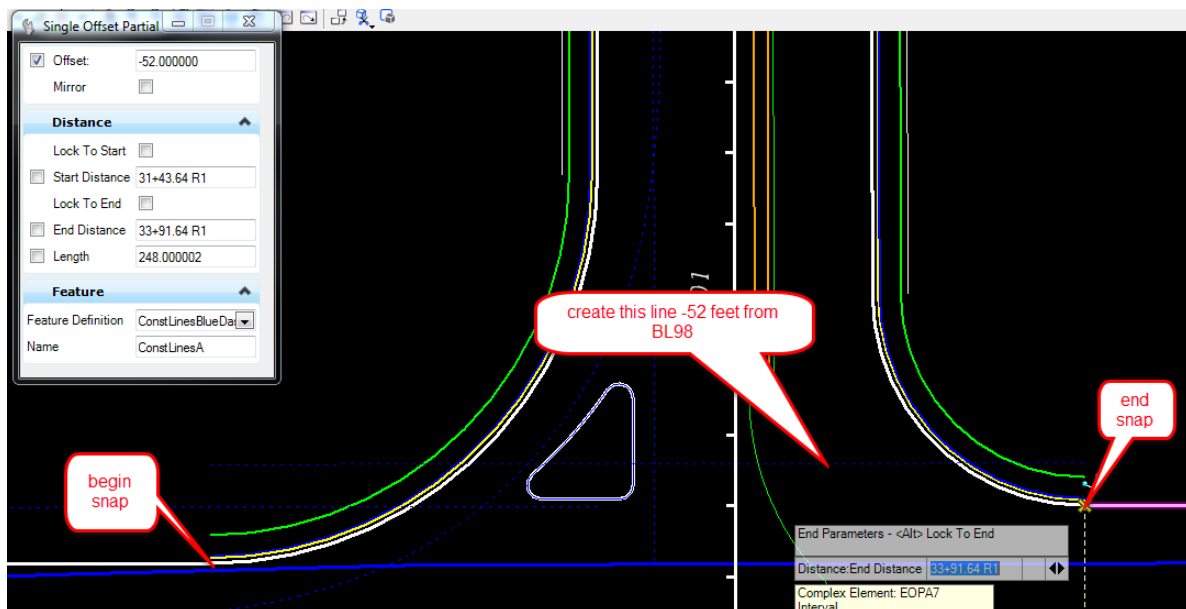 Single Offset Partial
Offset: -52.000000
Mirror
Distance
Lock To Start
Start Distance 31+43.64 R1
Lock To End
End Distance 33+91.64 R1
Length 248.000002
Feature
Feature Definition ConstLinesBlueDa
Name ConstLinesA
create this line -52 feet from
BL98
end
snap
begin
snap
End Parameters - <Alt> Lock To End
Distance:End Distance 33+91.64 R1
Complex Element: EOPA7
Interval